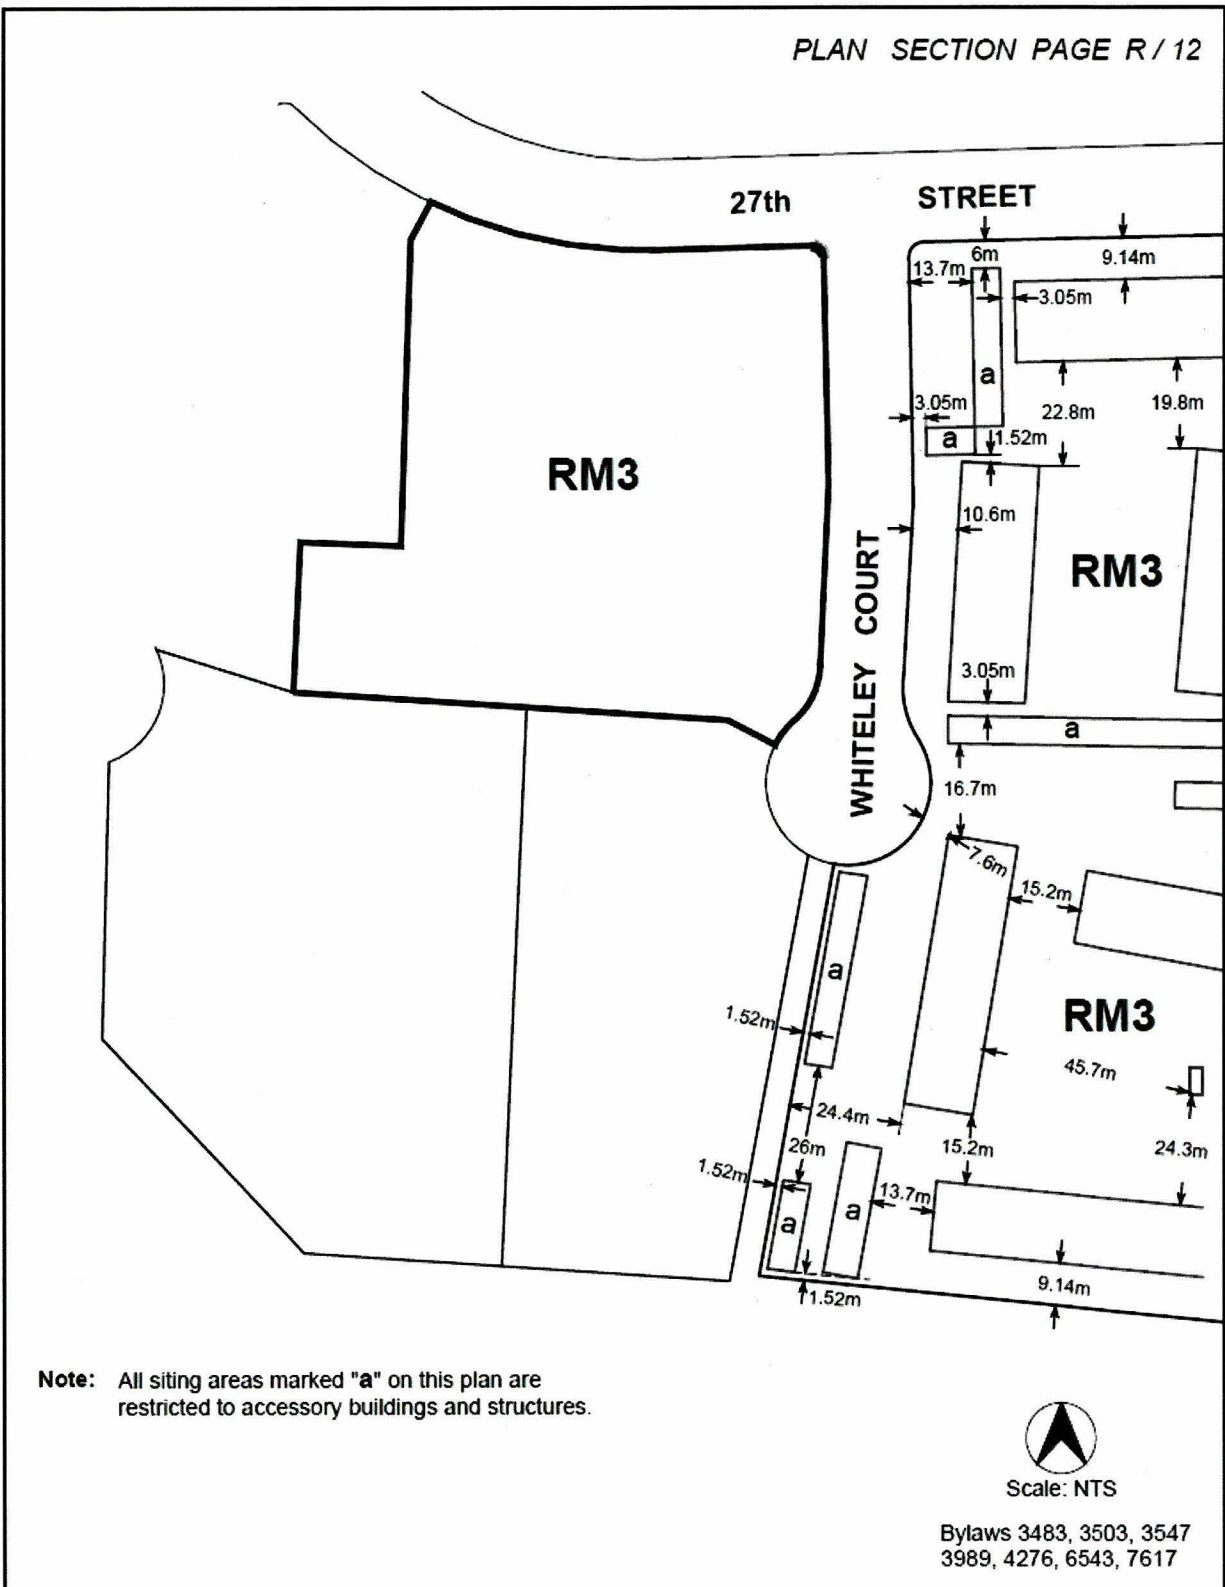 PLAN SECTION PAGE R / 12
27th STREET
6m
9.14m
13.7m
3.05m
a
3.05m
22.8m
19.8m
a
1.52m
RM3
10.6m
RM3
WHITELEY COURT
3.05m
a
16.7m
7.6m
15.2m
a
RM3
1.52m
45.7m
24.4m
26m
15.2m
24.3m
1.52m
13.7m
a
a
9.14m
1.52m
Note: All siting areas marked "a" on this plan are
restricted to accessory buildings and structures.
Scale: NTS
Bylaws 3483, 3503, 3547
3989, 4276, 6543, 7617